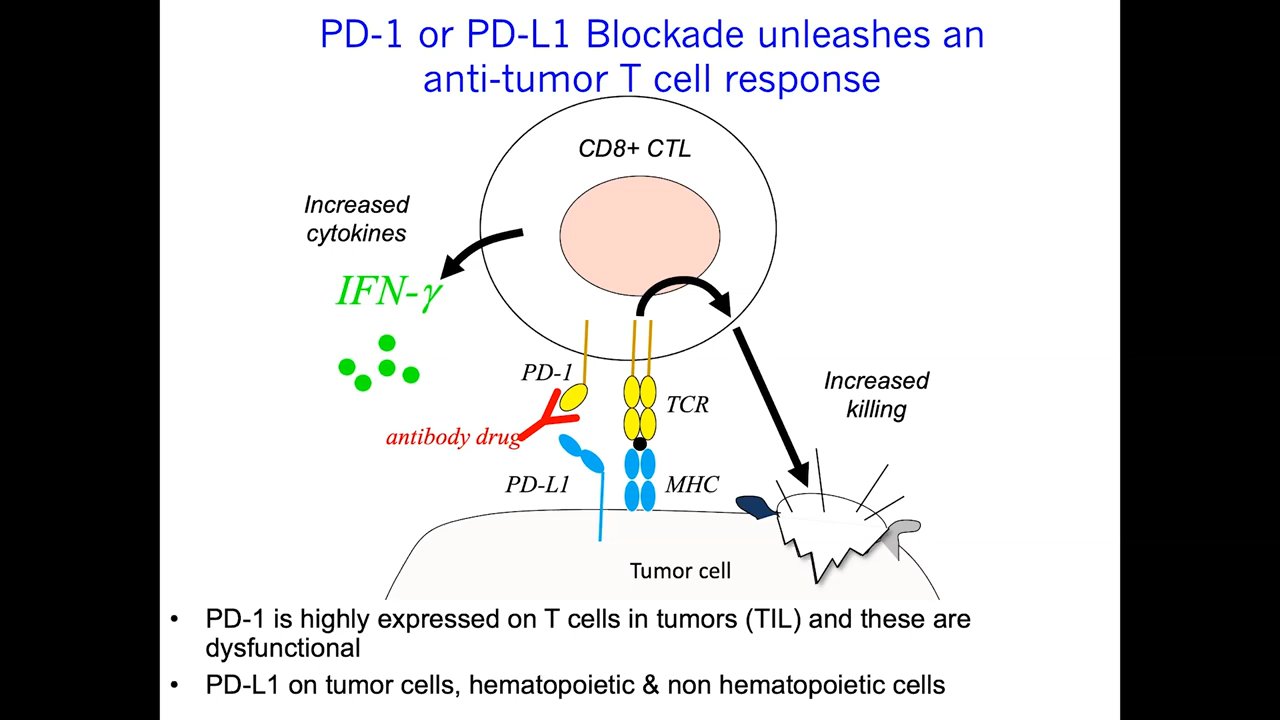 PD-1 or PD-L1 Blockade unleashes an
anti-tumor T cell response
CD8+ CTL
Increased
cytokines
IFN-γ
PD-1
TCR
antibody drug
Increased
killing
PD-L1
MHC
Tumor cell
• PD-1 is highly expressed on T cells in tumors (TIL) and these are
dysfunctional
• PD-L1 on tumor cells, hematopoietic & non hematopoietic cells